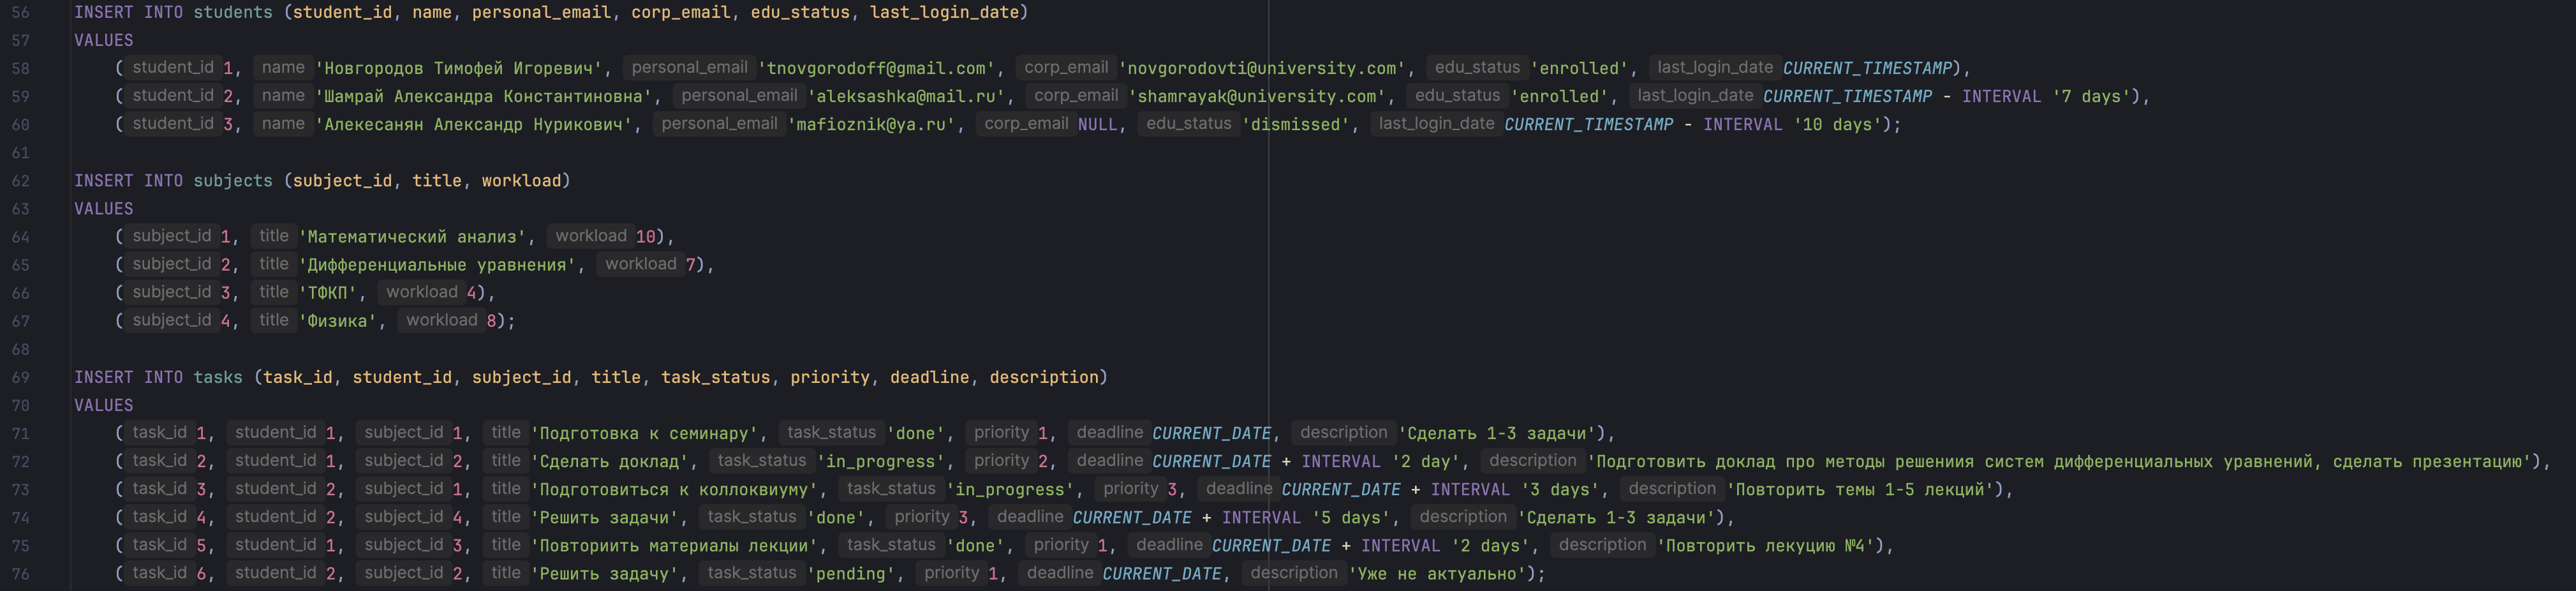 56 INSERT INTO students (student_id, name, personal_email, corp_email, edu_status, last_login_date)
57 VALUES
58 ( student_id 1, name 'Новгородов Тимофей Игоревич', personal_email 'tnovgorodoff@gmail.com', corp_email 'novgorodovti@university.com', edu_status 'enrolled', last_login_date CURRENT_TIMESTAMP),
59 ( student_id 2, name 'Шамрай Александра Константиновна', personal_email 'aleksashka@mail.ru', corp_email 'shamrayak@university.com', edu_status 'enrolled', last_login_date CURRENT_TIMESTAMP - INTERVAL '7 days'),
60 ( student_id 3, name 'Алекесанян Александр Нурикович', personal_email 'mafioznik@ya.ru', corp_email NULL, edu_status 'dismissed', last_login_date CURRENT_TIMESTAMP - INTERVAL '10 days');
61
62 INSERT INTO subjects (subject_id, title, workload)
63 VALUES
64 ( subject_id 1, title 'Математический анализ', workload 10),
65 ( subject_id 2, title 'Дифференциальные уравнения', workload 7),
66 ( subject_id 3, title 'ТФКП', workload 4),
67 ( subject_id 4, title 'Физика', workload 8);
68
69 INSERT INTO tasks (task_id, student_id, subject_id, title, task_status, priority, deadline, description)
70 VALUES
71 ( task_id 1, student_id 1, subject_id 1, title 'Подготовка к семинару', task_status 'done', priority 1, deadline CURRENT_DATE, description 'Сделать 1-3 задачи'),
72 ( task_id 2, student_id 1, subject_id 2, title 'Сделать доклад', task_status 'in_progress', priority 2, deadline CURRENT_DATE + INTERVAL '2 day', description 'Подготовить доклад про методы решениия систем дифференциальных уравнений, сделать презентацию'),
73 ( task_id 3, student_id 2, subject_id 1, title 'Подготовиться к коллоквиуму', task_status 'in_progress', priority 3, deadline CURRENT_DATE + INTERVAL '3 days', description 'Повторить темы 1-5 лекций'),
74 ( task_id 4, student_id 2, subject_id 4, title 'Решить задачи', task_status 'done', priority 3, deadline CURRENT_DATE + INTERVAL '5 days', description 'Сделать 1-3 задачи'),
75 ( task_id 5, student_id 1, subject_id 3, title 'Повториить материалы лекции', task_status 'done', priority 1, deadline CURRENT_DATE + INTERVAL '2 days', description 'Повторить лекуцию №4'),
76 ( task_id 6, student_id 2, subject_id 2, title 'Решить задачу', task_status 'pending', priority 1, deadline CURRENT_DATE, description 'Уже не актуально');